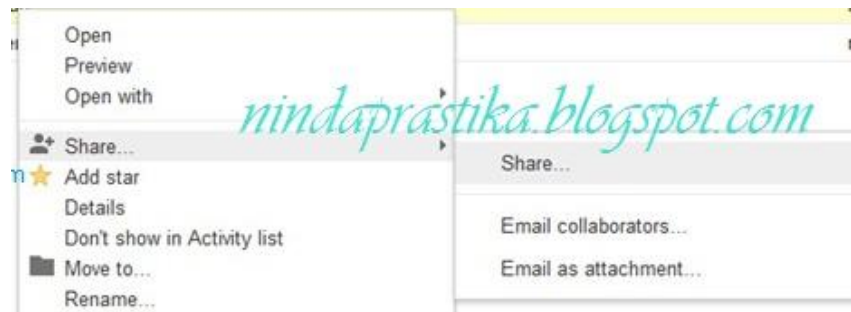 Open
Preview
Open with
nindaprastika.blogspot.com
Share...
Add star
Details
Don't show in Activity list
Move to...
Rename...
Share...
Email collaborators...
Email as attachment...